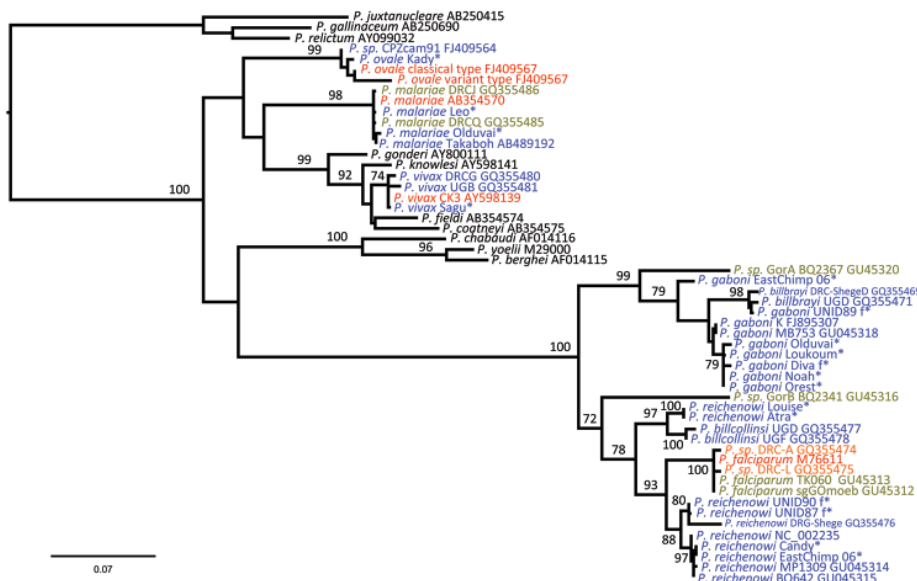 P. juxtanucleare AB250415
P. gallinaceum AB250690
P. relictum AY099032
99
P. sp. CPZcam91 FJ409564
P. ovale Kady*
P. ovale classical type FJ409567
P. ovale variant type FJ409567
P. malariae DRCJ GQ355486
98
P. malariae AB354570
P. malariae Leo*
P. malariae DRCQ GQ355485
P. malariae Olduvai*
P. malariae Takaboh AB489192
P. gonderi AY800111
99
P. knowlesi AY598141
92
74
P. vivax DRCG GQ355480
P. vivax UGB GQ355481
100
P. vivax CK3 AY598139
P. vivax Sagu*
P. fieldi AB354574
P. coatneyi AB354575
100
P. chabaudi AF014116
96
P. yoelii M29000
P. berghei AF014115
99
P. sp. GorA BQ2367 GU45320
P. gaboni EastChimp 06*
79
98
P. billbrayi DRC-ShegeD GQ355469
P. billbrayi UGD GQ355471
P. gaboni UNID89 f*
P. gaboni K FJ895307
P. gaboni MB753 GU045318
P. gaboni Olduvai*
100
P. gaboni Loukoum*
79
P. gaboni Diva f*
P. gaboni Noah*
P. gaboni Orest*
P. sp. GorB BQ2341 GU45316
72
97
100
P. reichenowi Louise*
P. reichenowi Atra*
P. billcollinsi UGD GQ355477
100
P. billcollinsi UGF GQ355478
78
P. sp. DRC-A GQ355474
P. falciparum M76611
100
P. sp. DRC-L GQ355475
P. falciparum TK060 GU45313
93
P. falciparum sgGOmoeb GU45312
80
P. reichenowi UNID90 f*
P. reichenowi UNID87 f*
P. reichenowi DRG-Shege GQ355476
88
P. reichenowi NC_002235
P. reichenowi Candy*
97
P. reichenowi EastChimp 06*
P. reichenowi MP1309 GU045314
P. reichenowi BQ642 GU045315
0.07